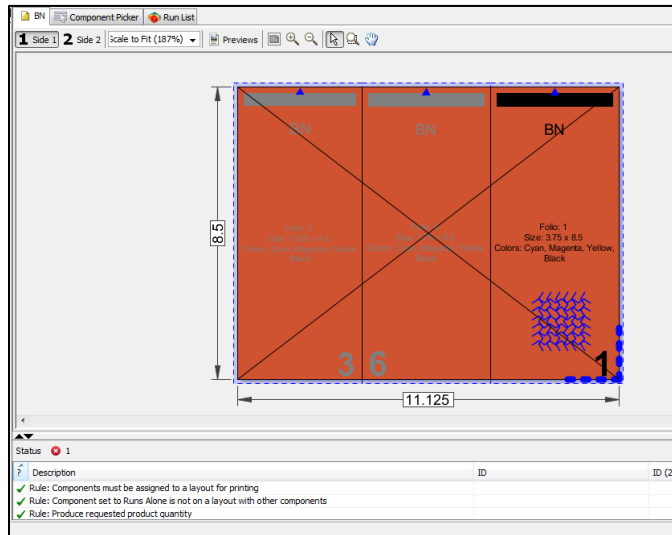 BN
Component Picker
Run List
1 Side 1 2 Side 2 Scale to Fit (187%) Previews
BN BN BN
Folio: 1
Size: 3.75 x 8.5
Colors: Cyan, Magenta, Yellow,
Black
8.5
3 6 1
11.125
Status 1
? Description ID ID (2
Rule: Components must be assigned to a layout for printing
Rule: Component set to Runs Alone is not on a layout with other components
Rule: Produce requested product quantity